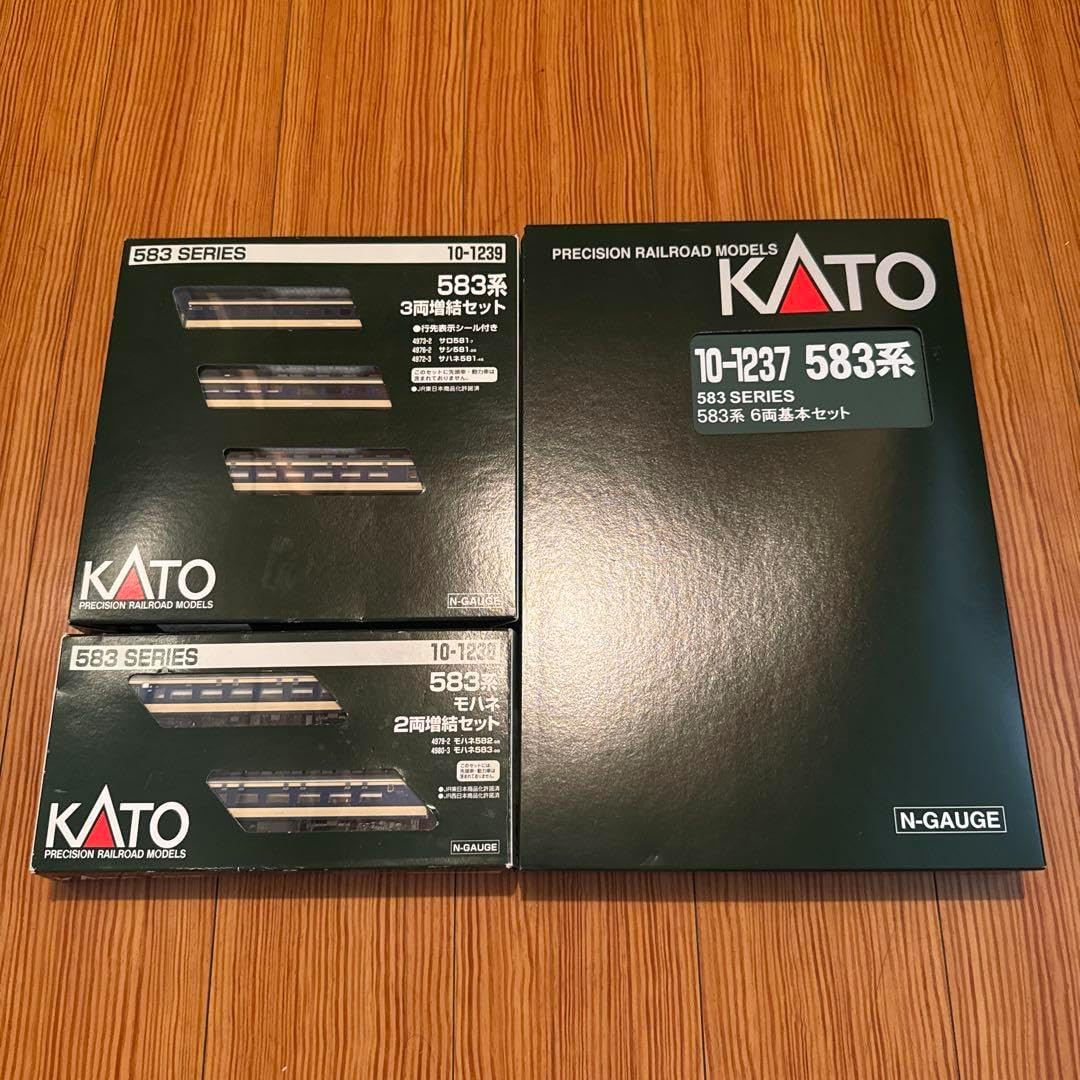 583 SERIES 10-1239
583系
3両増結セット
●行先表示シール付き
4973-2 サロ581
4976-2 サシ581
4972-3 サハネ581
このセットに先頭車・動力車は
含まれておりません。
●JR東日本商品化許諾済
KATO
PRECISION RAILROAD MODELS
N-GAUGE
583 SERIES 10-1238
583系
モハネ
2両増結セット
4979-2 モハネ582
4980-3 モハネ583
このセットには
先頭車・動力車は
含まれておりません。
●JR東日本商品化許諾済
●JR西日本商品化許諾済
KATO
PRECISION RAILROAD MODELS
N-GAUGE
PRECISION RAILROAD MODELS
KATO
10-1237 583系
583 SERIES
583系 6両基本セット
N-GAUGE